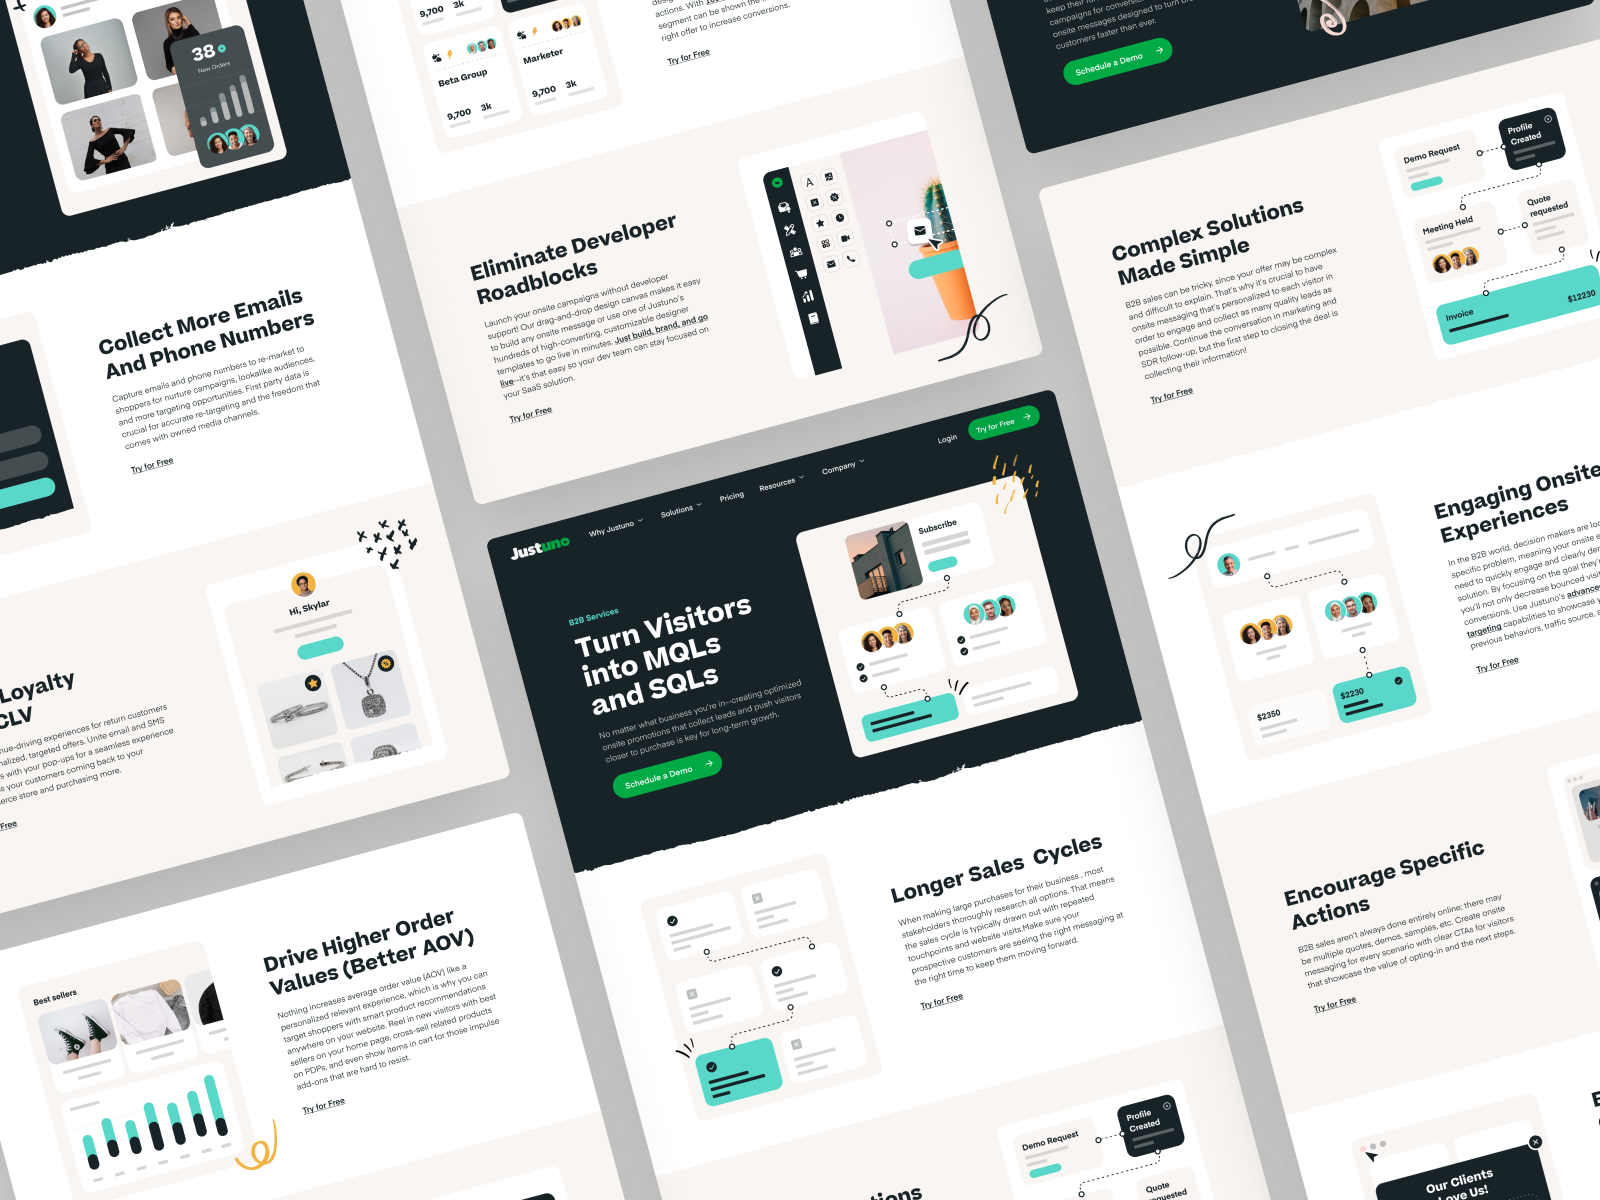 38
New Orders
Collect More Emails
And Phone Numbers
Capture emails and phone numbers to re-market to
shoppers for nurture campaigns, lookalike audiences,
and more targeting opportunities. First party data is
crucial for accurate re-targeting and the freedom that
comes with owned media channels.
Try for Free
Hi, Skylar
Loyalty
CLV
nue-driving experiences for return customers
nalized, targeted offers. Unite email and SMS
s with your pop-ups for a seamless experience
s your customers coming back to your
erce store and purchasing more.
Free
Best sellers
Drive Higher Order
Values (Better AOV)
Nothing increases average order value (AOV) like a
personalized relevant experience, which is why you can
target shoppers with smart product recommendations
anywhere on your website. Reel in new visitors with best
sellers on your home page, cross-sell related products
on PDPs, and even show items in cart for those impulse
add-ons that are hard to resist.
Try for Free
9,700
3k
Beta Group
9,700
3k
Marketer
9,700
3k
actions. With
segment can be shown the
right offer to increase conversions.
Try for Free
Eliminate Developer
Roadblocks
Launch your onsite campaigns without developer
support! Our drag-and-drop design canvas makes it easy
to build any onsite message or use one of Justuno's
hundreds of high-converting, customizable designer
templates to go live in minutes. Just build, brand, and go
live—it's that easy so your dev team can stay focused on
your SaaS solution.
Try for Free
A
Justuno
Why Justuno
Solutions
Pricing
Resources
Company
Login
Try for Free
B2B Services
Turn Visitors
into MQLs
and SQLs
No matter what business you're in—creating optimized
onsite promotions that collect leads and push visitors
closer to purchase is key for long-term growth.
Schedule a Demo
Subscribe
Longer Sales Cycles
When making large purchases for their business , most
stakeholders thoroughly research all options. That means
the sales cycle is typically drawn out with repeated
touchpoints and website visits.Make sure your
prospective customers are seeing the right messaging at
the right time to keep them moving forward.
Try for Free
Demo Request
Profile
Created
Quote
quested
tions
keep their
campaigns for conversion
onsite messages designed to turn
customers faster than ever.
Schedule a Demo
Complex Solutions
Made Simple
B2B sales can be tricky, since your offer may be complex
and difficult to explain. That's why it's crucial to have
onsite messaging that's personalized to each visitor in
order to engage and collect as many quality leads as
possible. Continue the conversation in marketing and
SDR follow-up, but the first step to closing the deal is
collecting their information!
Try for Free
Demo Request
Profile
Created
Meeting Held
Quote
requested
Invoice
$12230
Engaging Onsite
Experiences
In the B2B world, decision makers are loo
specific problem, meaning your onsite e
need to quickly engage and clearly de
solution. By focusing on the goal they'r
you'll not only decrease bounced visit
conversions. Use Justuno's advance
targeting capabilities to showcase y
previous behaviors, traffic source, a
Try for Free
$2350
$2230
Encourage Specific
Actions
B2B sales aren't always done entirely online; there may
be multiple quotes, demos, samples, etc. Create onsite
messaging for every scenario with clear CTAs for visitors
that showcase the value of opting-in and the next steps.
Try for Free
Our Clients
Love Us!